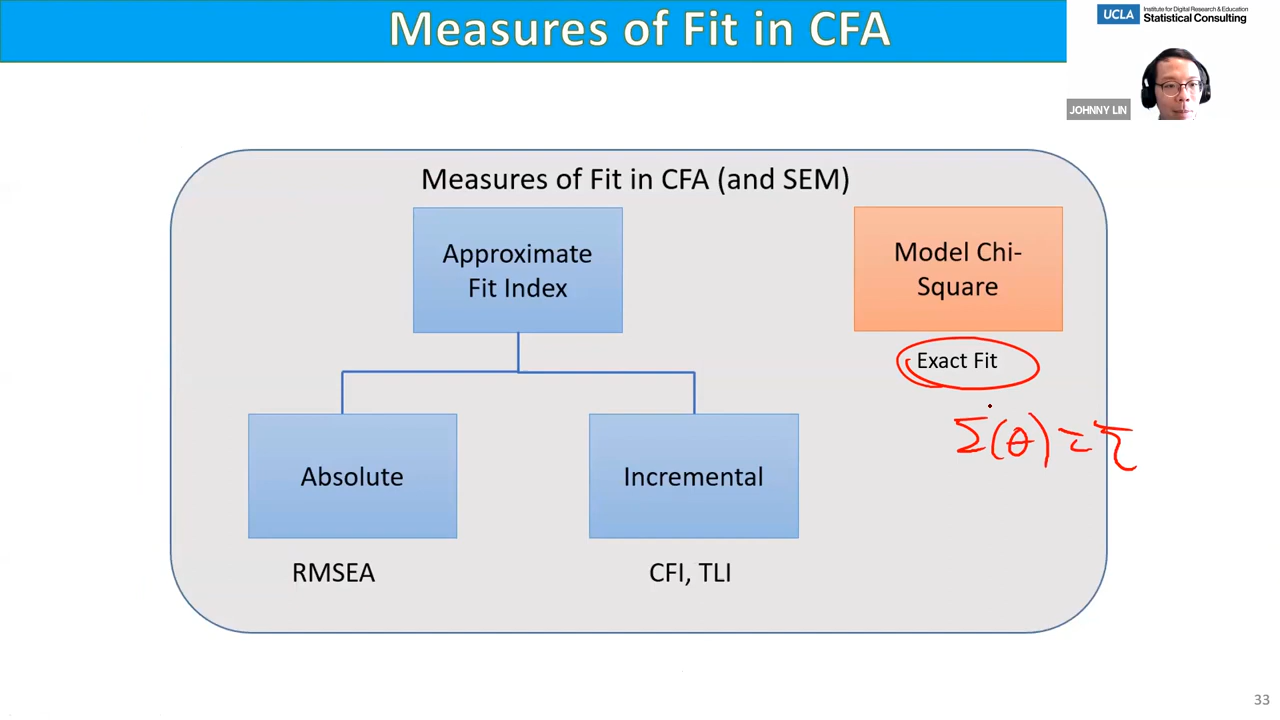 Measures of Fit in CFA
UCLA
Institute for Digital Research & Education
Statistical Consulting
JOHNNY LIN
Measures of Fit in CFA (and SEM)
Approximate
Fit Index
Model Chi-
Square
Exact Fit
Σ(θ) = Σ
Absolute
Incremental
RMSEA
CFI, TLI
33